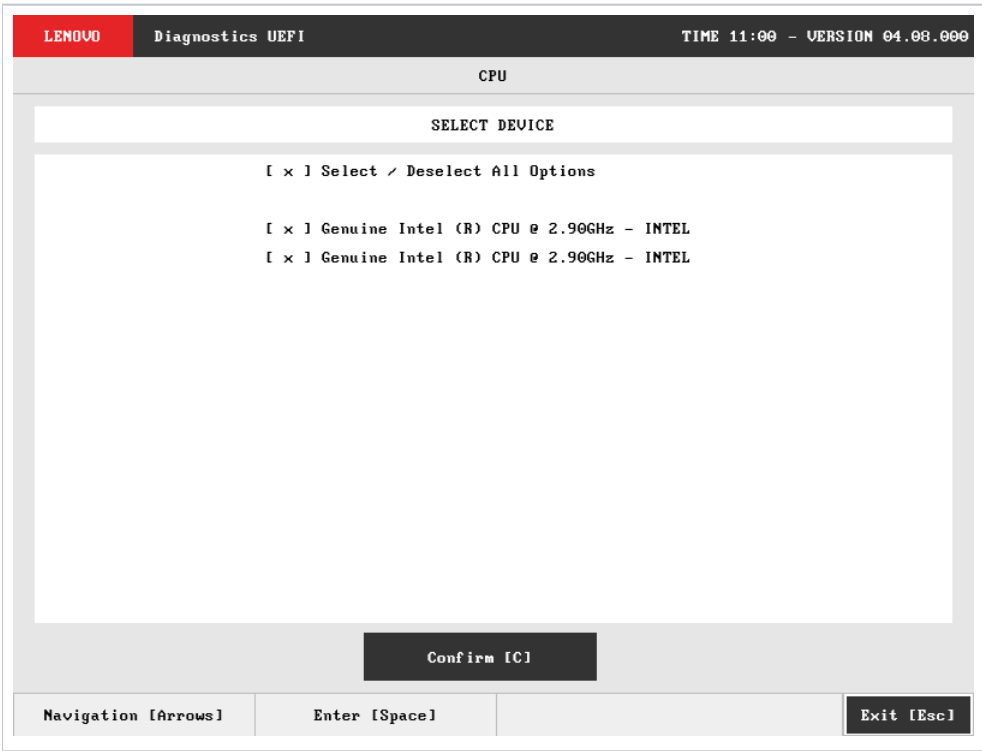 LENOVO Diagnostics UEFI TIME 11:00 - VERSION 04.08.000
CPU
SELECT DEVICE
[ x ] Select / Deselect All Options
[ x ] Genuine Intel (R) CPU @ 2.90GHz - INTEL
[ x ] Genuine Intel (R) CPU @ 2.90GHz - INTEL
Confirm [C]
Navigation [Arrows] Enter [Space] Exit [Esc]